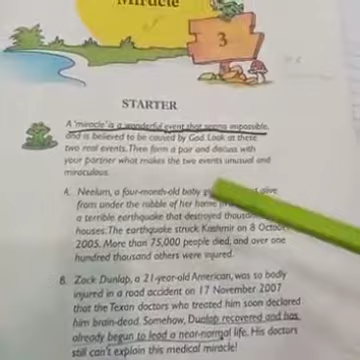 Miracle
3
STARTER
A 'miracle' is a wonderful event that seems impossible,
and is believed to be caused by God. Look at these
two real events. Then form a pair and discuss with
your partner what makes the two events unusual and
miraculous.
A. Neelum, a four-month-old baby alive
from under the rubble of her home
a terrible earthquake that destroyed
houses. The earthquake struck Kashmir on 8 October
2005. More than 75,000 people died, and over one
hundred thousand others were injured.
B. Zack Dunlap, a 21-year-old American, was so badly
injured in a road accident on 17 November 2007
that the Texan doctors who treated him soon declared
him brain-dead. Somehow, Dunlap recovered and has
already begun to lead a near-normal life. His doctors
still can't explain this medical miracle!